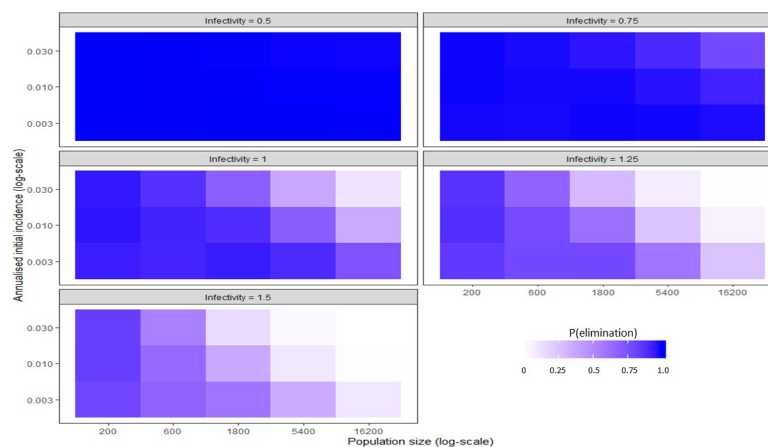 Infectivity = 0.5
Infectivity = 0.75
0.030
0.010
0.003
Infectivity = 1
Infectivity = 1.25
0.030
0.010
0.003
200 600 1800 5400 16200
Infectivity = 1.5
0.030
0.010
0.003
200 600 1800 5400 16200
Annualised initial incidence (log-scale)
Population size (log-scale)
P(elimination)
0 0.25 0.5 0.75 1.0